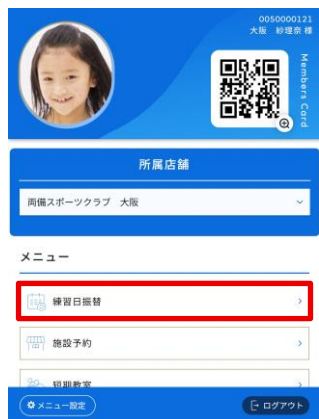 0050000121
大阪 紗理奈 様
Members Card
所属店舗
両備スポーツクラブ 大阪
メニュー
練習日振替
施設予約
短期教室
メニュー設定
ログアウト